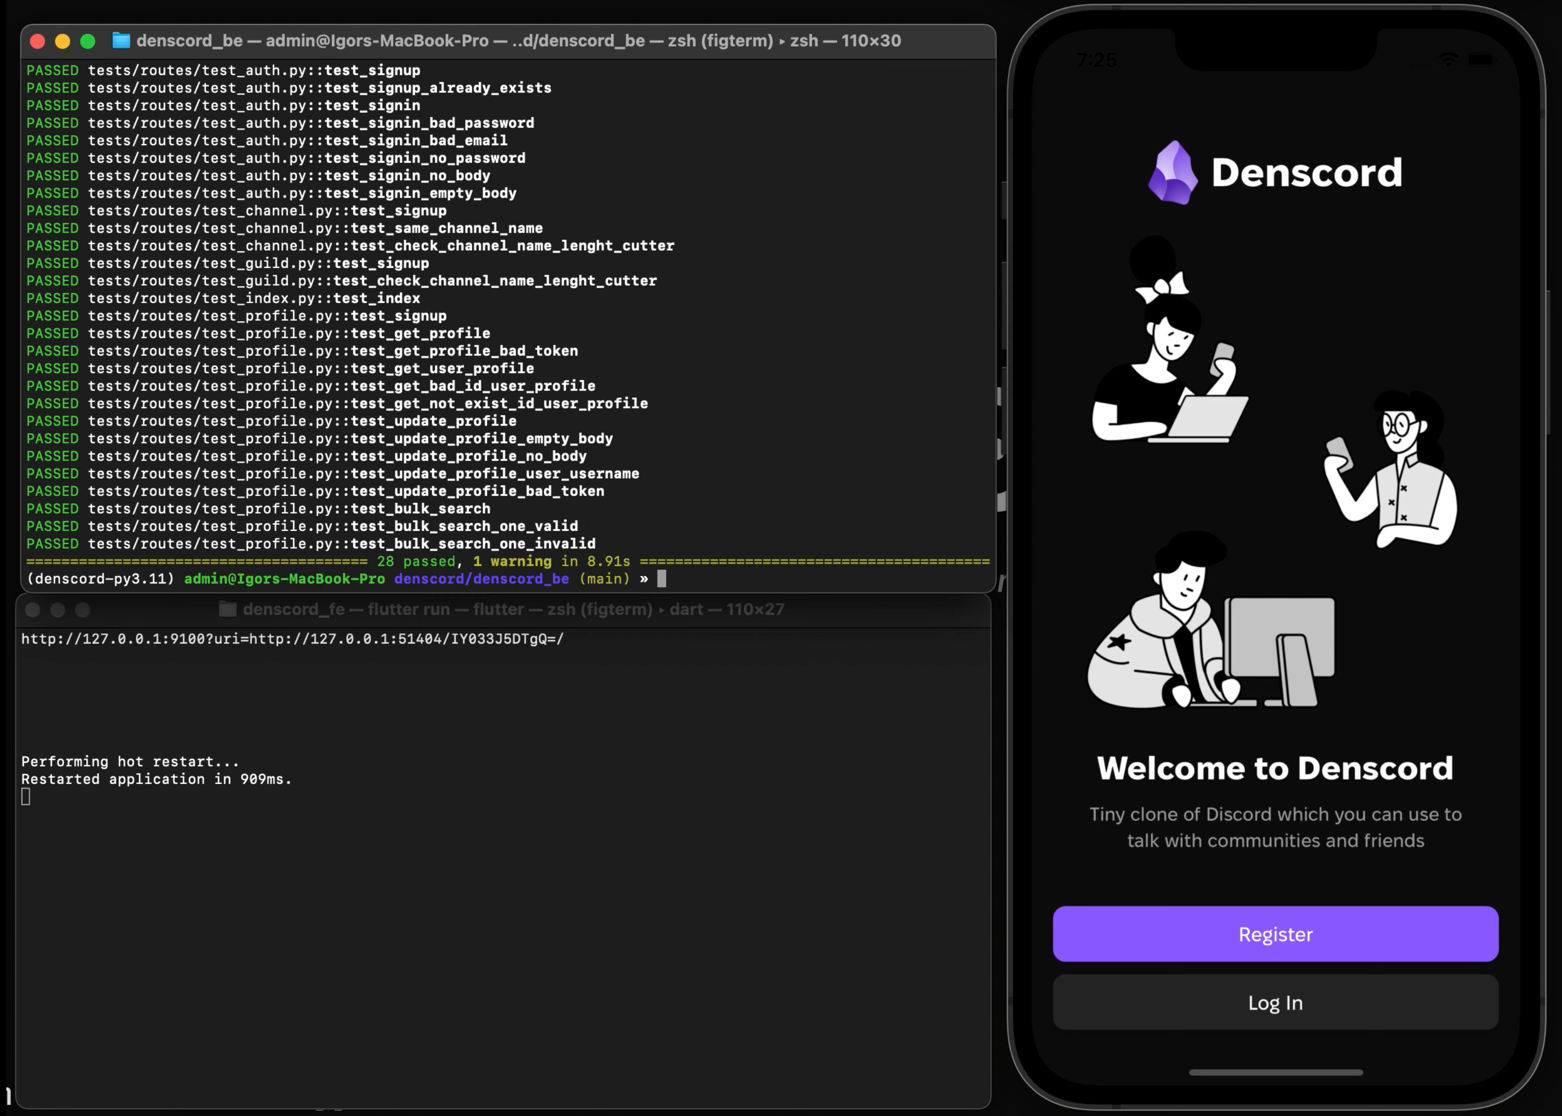 denscord_be — admin@Igors-MacBook-Pro — ..d/denscord_be — zsh (figterm) ▸ zsh — 110×30
PASSED tests/routes/test_auth.py::test_signup
PASSED tests/routes/test_auth.py::test_signup_already_exists
PASSED tests/routes/test_auth.py::test_signin
PASSED tests/routes/test_auth.py::test_signin_bad_password
PASSED tests/routes/test_auth.py::test_signin_bad_email
PASSED tests/routes/test_auth.py::test_signin_no_password
PASSED tests/routes/test_auth.py::test_signin_no_body
PASSED tests/routes/test_auth.py::test_signin_empty_body
PASSED tests/routes/test_channel.py::test_signup
PASSED tests/routes/test_channel.py::test_same_channel_name
PASSED tests/routes/test_channel.py::test_check_channel_name_lenght_cutter
PASSED tests/routes/test_guild.py::test_signup
PASSED tests/routes/test_guild.py::test_check_channel_name_lenght_cutter
PASSED tests/routes/test_index.py::test_index
PASSED tests/routes/test_profile.py::test_signup
PASSED tests/routes/test_profile.py::test_get_profile
PASSED tests/routes/test_profile.py::test_get_profile_bad_token
PASSED tests/routes/test_profile.py::test_get_user_profile
PASSED tests/routes/test_profile.py::test_get_bad_id_user_profile
PASSED tests/routes/test_profile.py::test_get_not_exist_id_user_profile
PASSED tests/routes/test_profile.py::test_update_profile
PASSED tests/routes/test_profile.py::test_update_profile_empty_body
PASSED tests/routes/test_profile.py::test_update_profile_no_body
PASSED tests/routes/test_profile.py::test_update_profile_user_username
PASSED tests/routes/test_profile.py::test_update_profile_bad_token
PASSED tests/routes/test_profile.py::test_bulk_search
PASSED tests/routes/test_profile.py::test_bulk_search_one_valid
PASSED tests/routes/test_profile.py::test_bulk_search_one_invalid
======================================= 28 passed, 1 warning in 8.91s ========================================
(denscord-py3.11) admin@Igors-MacBook-Pro denscord/denscord_be (main) »
denscord_fe — flutter run — flutter — zsh (figterm) ▸ dart — 110×27
http://127.0.0.1:9100?uri=http://127.0.0.1:51404/IY033J5DTgQ=/
Performing hot restart...
Restarted application in 909ms.
7:25
Denscord
Welcome to Denscord
Tiny clone of Discord which you can use to
talk with communities and friends
Register
Log In